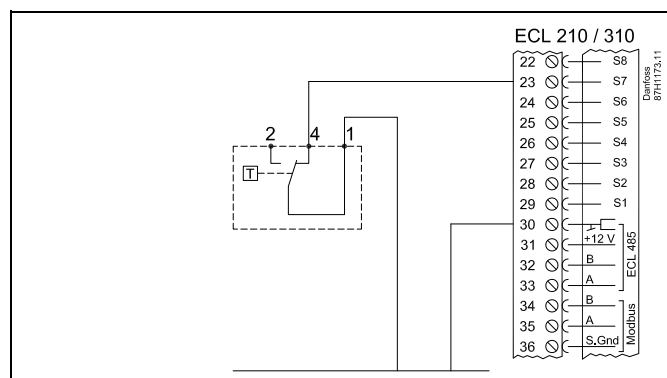 ECL 210 / 310
22 S8
23 S7
24 S6
25 S5
26 S4
27 S3
28 S2
29 S1
30
31 +12 V
32 B
33 A
34 B
35 A
36 S.Gnd
ECL 485
Modbus
Danfoss
87H1173.11
2 4 1
T